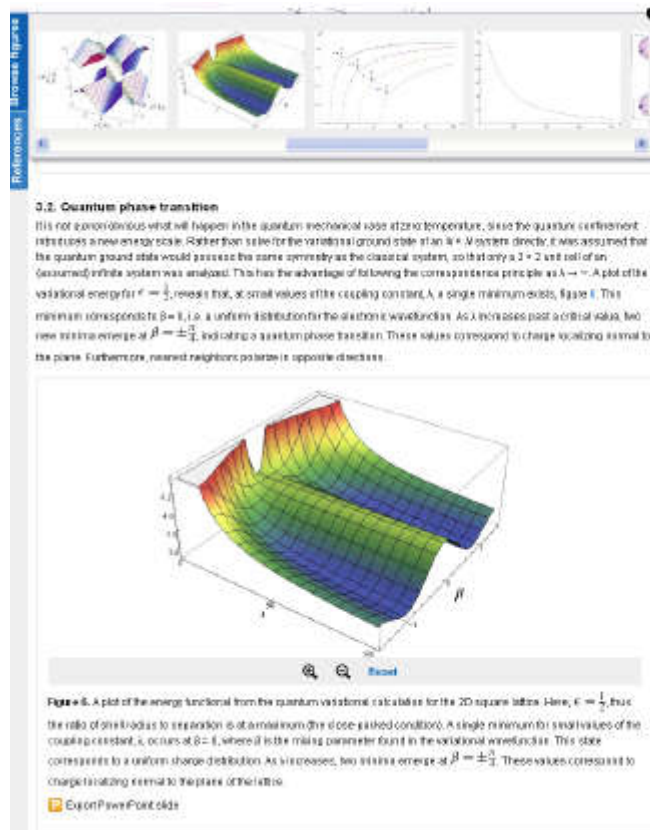 Browse figures
References
3.2. Quantum phase transition
It is not a priori obvious what will happen in the quantum mechanical case at zero temperature, since the quantum confinement
introduces a new energy scale. Rather than solve for the variational ground state of an N × N system directly, it was assumed that
the quantum ground state would possess the same symmetry as the classical system, so that only a 2 × 2 unit cell of an
(assumed) infinite system was analyzed. This has the advantage of following the correspondence principle as λ → ∞. A plot of the
variational energy for ϵ = 1/2, reveals that, at small values of the coupling constant, λ, a single minimum exists, figure 6. This
minimum corresponds to β = 0, i.e. a uniform distribution for the electronic wavefunction. As λ increases past a critical value, two
new minima emerge at β = ±π/4, indicating a quantum phase transition. These values correspond to charge localizing normal to
the plane. Furthermore, nearest neighbors polarize in opposite directions.
β
Reset
Figure 6. A plot of the energy functional from the quantum variational calculation for the 2D square lattice. Here, ϵ = 1/2, thus
the ratio of shell radius to separation is at a maximum (the close-packed condition). A single minimum for small values of the
coupling constant, λ, occurs at β = 0, where β is the mixing parameter found in the variational wavefunction. This state
corresponds to a uniform charge distribution. As λ increases, two minima emerge at β = ±π/4. These values correspond to
charge localizing normal to the plane of the lattice.
Export PowerPoint slide